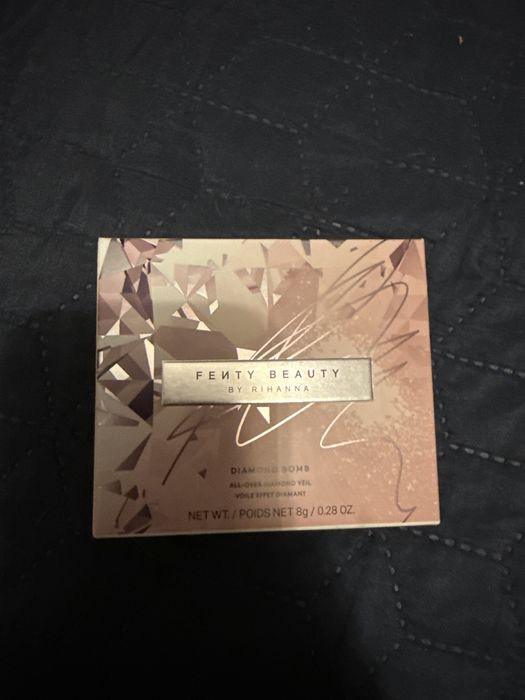 FEИTY BEAUTY
BY RIHANNA
DIAMOND BOMB
ALL-OVER DIAMOND VEIL
VOILE EFFET DIAMANT
NET WT. / POIDS NET 8g / 0.28 OZ.